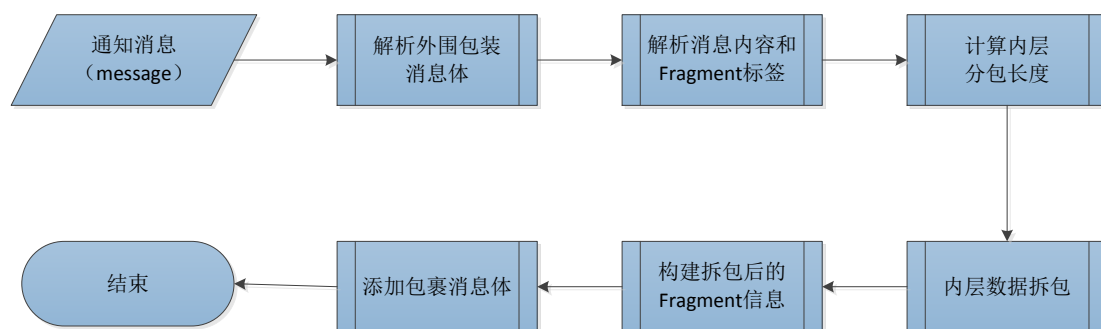 通知消息
（message）
解析外围包装
消息体
解析消息内容和
Fragment标签
计算内层
分包长度
内层数据拆包
构建拆包后的
Fragment信息
添加包裹消息体
结束